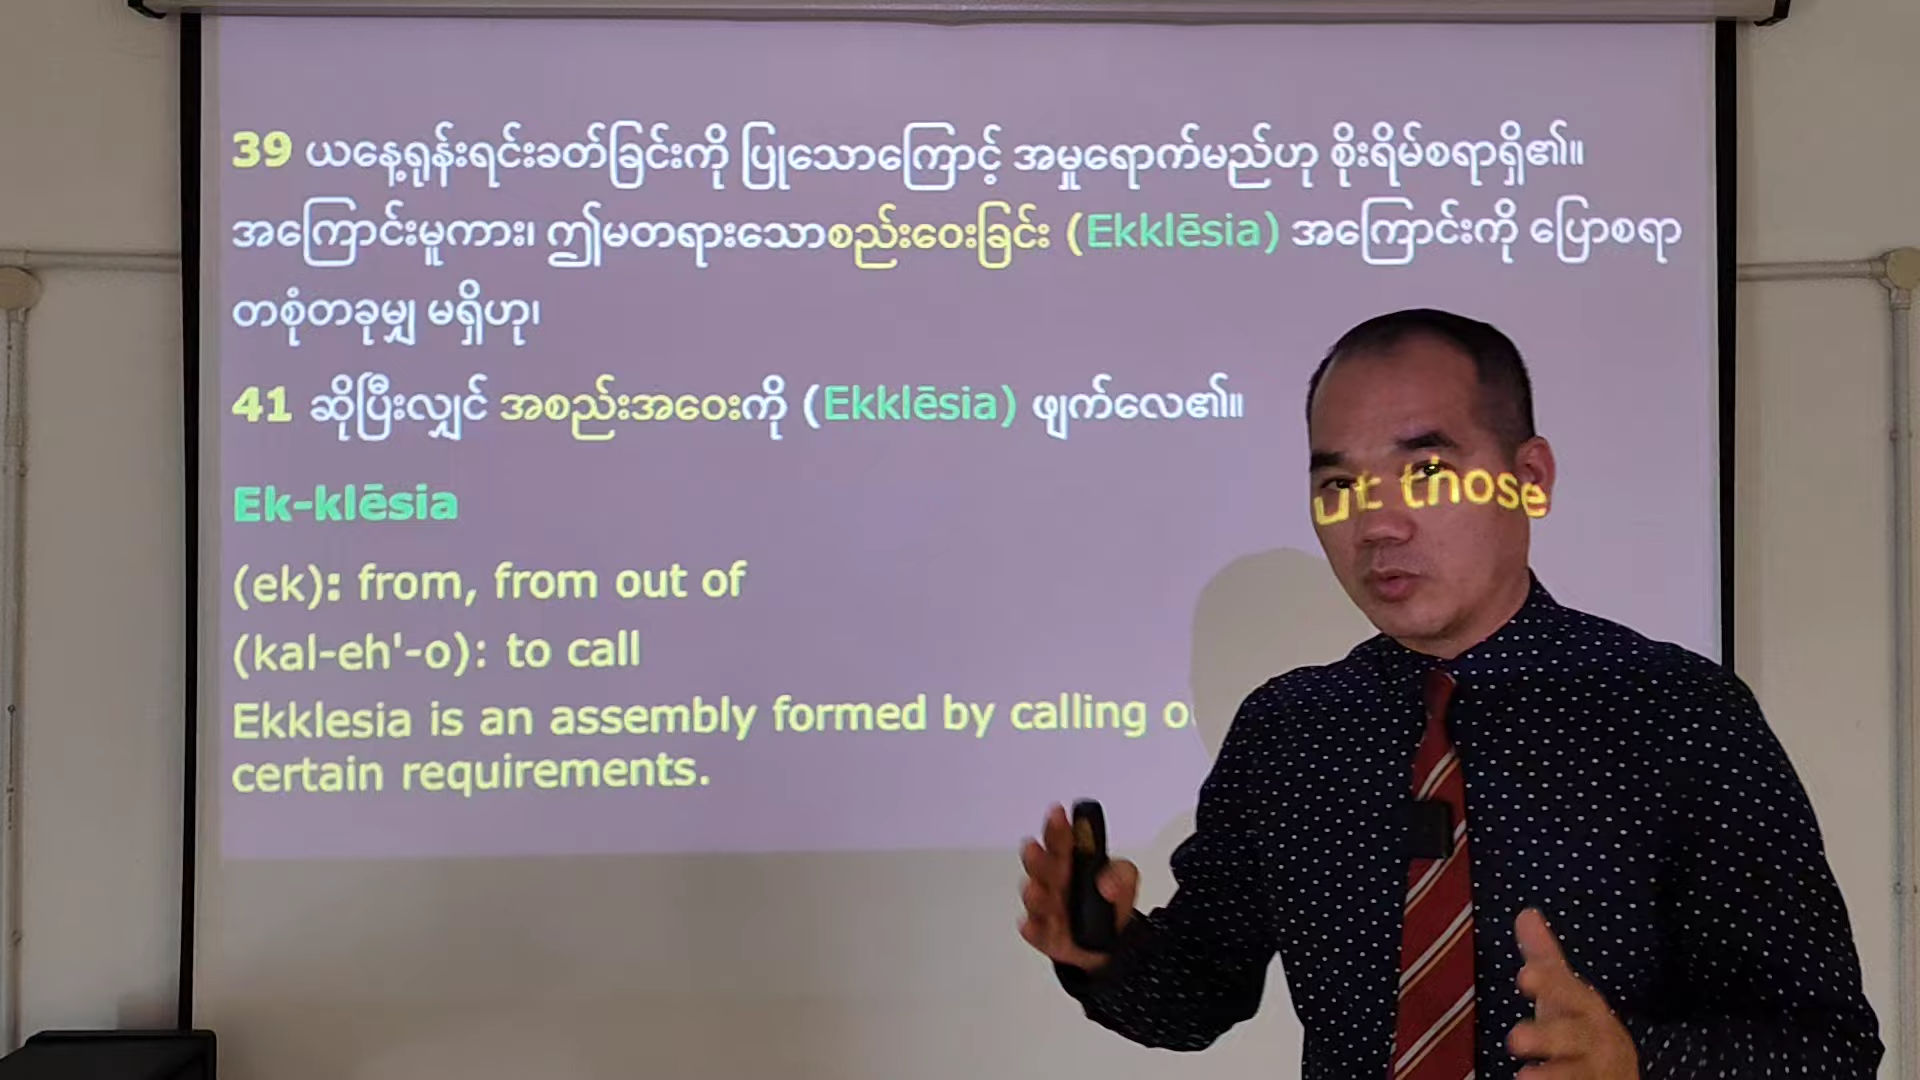 39 ယနေ့ရုန်းရင်းခတ်ခြင်းကို ပြုသောကြောင့် အမှုရောက်မည်ဟု စိုးရိမ်စရာရှိ၏။
အကြောင်းမူကား၊ ဤမတရားသောစည်းဝေးခြင်း (Ekklēsia) အကြောင်းကို ပြောစရာ
တစုံတခုမျှ မရှိဟု၊
41 ဆိုပြီးလျှင် အစည်းအဝေးကို (Ekklēsia) ဖျက်လေ၏။
Ek-klēsia
(ek): from, from out of
(kal-eh'-o): to call
Ekklesia is an assembly formed by calling out those
certain requirements.